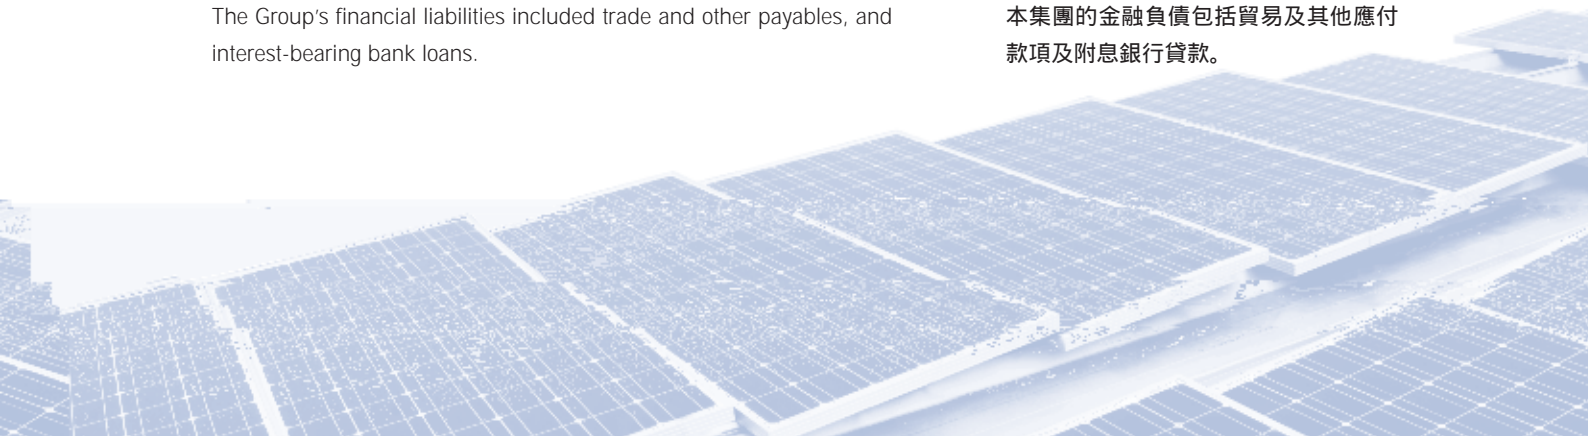 The Group's financial liabilities included trade and other payables, and
interest-bearing bank loans.
本集團的金融負債包括貿易及其他應付
款項及附息銀行貸款。